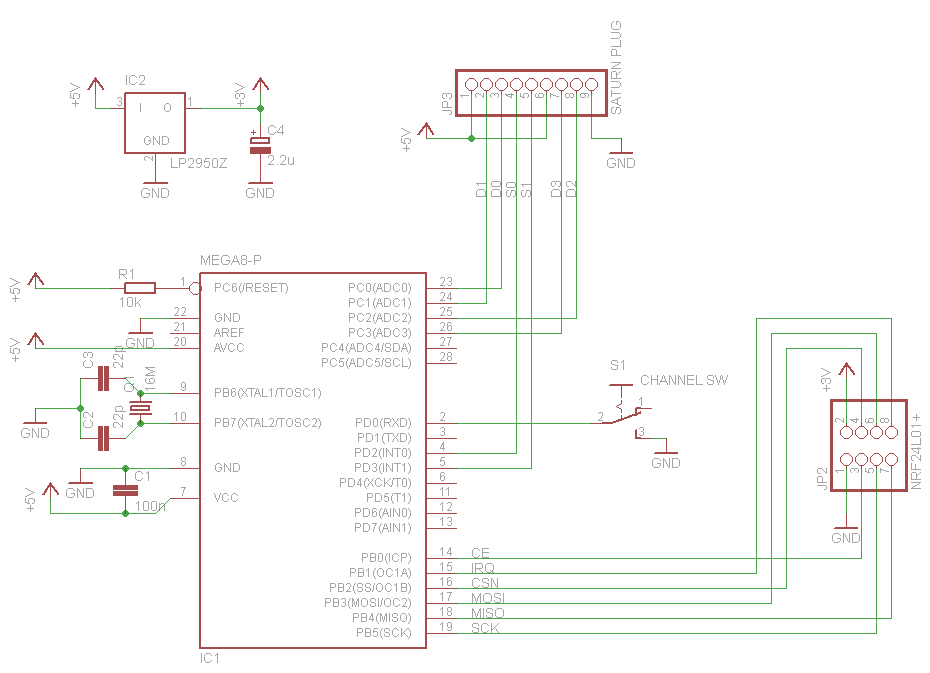 IC2
+5V
3
I
O
1
GND
2
LP2950Z
GND
+3V
C4
+
2.2u
GND
JP3
1
2
3
4
5
6
7
8
9
SATURN PLUG
+5V
GND
D1
D0
S0
S1
D3
D2
MEGA8-P
+5V
R1
10k
1
PC6(/RESET)
22
GND
21
AREF
20
AVCC
GND
+5V
C3
22p
Q1
16M
9
PB6(XTAL1/TOSC1)
C2
22p
10
PB7(XTAL2/TOSC2)
GND
8
GND
GND
C1
100n
+5V
7
VCC
PC0(ADC0)
23
PC1(ADC1)
24
PC2(ADC2)
25
PC3(ADC3)
26
PC4(ADC4/SDA)
27
PC5(ADC5/SCL)
28
PD0(RXD)
2
PD1(TXD)
3
PD2(INT0)
4
PD3(INT1)
5
PD4(XCK/T0)
6
PD5(T1)
11
PD6(AIN0)
12
PD7(AIN1)
13
PB0(ICP)
14
CE
PB1(OC1A)
15
IRQ
PB2(SS/OC1B)
16
CSN
PB3(MOSI/OC2)
17
MOSI
PB4(MISO)
18
MISO
PB5(SCK)
19
SCK
IC1
S1
CHANNEL SW
2
1
3
GND
+3V
2
4
6
8
1
3
5
7
JP2
NRF24L01+
GND